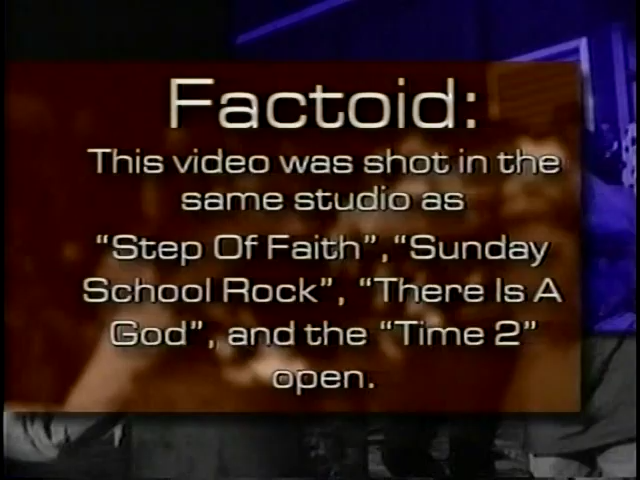 Factoid:
This video was shot in the
same studio as
“Step Of Faith”,“Sunday
School Rock”, “There Is A
God”, and the “Time 2”
open.